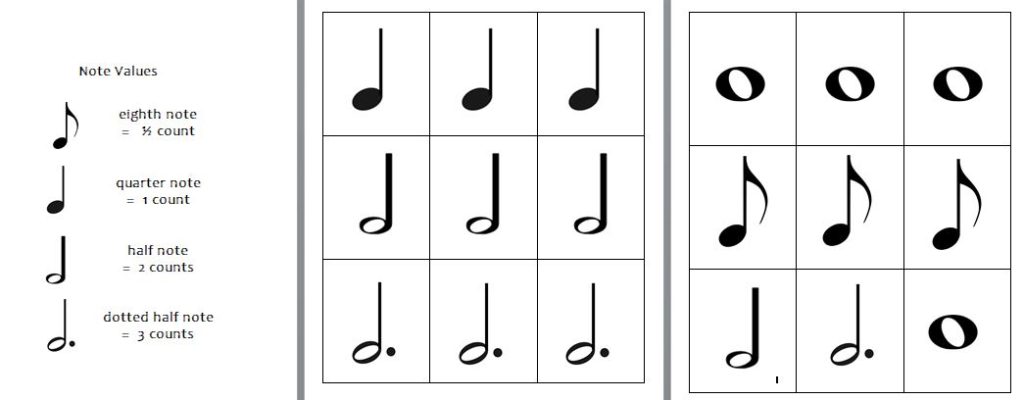 Note Values
eighth note
= ½ count
quarter note
= 1 count
half note
= 2 counts
dotted half note
= 3 counts